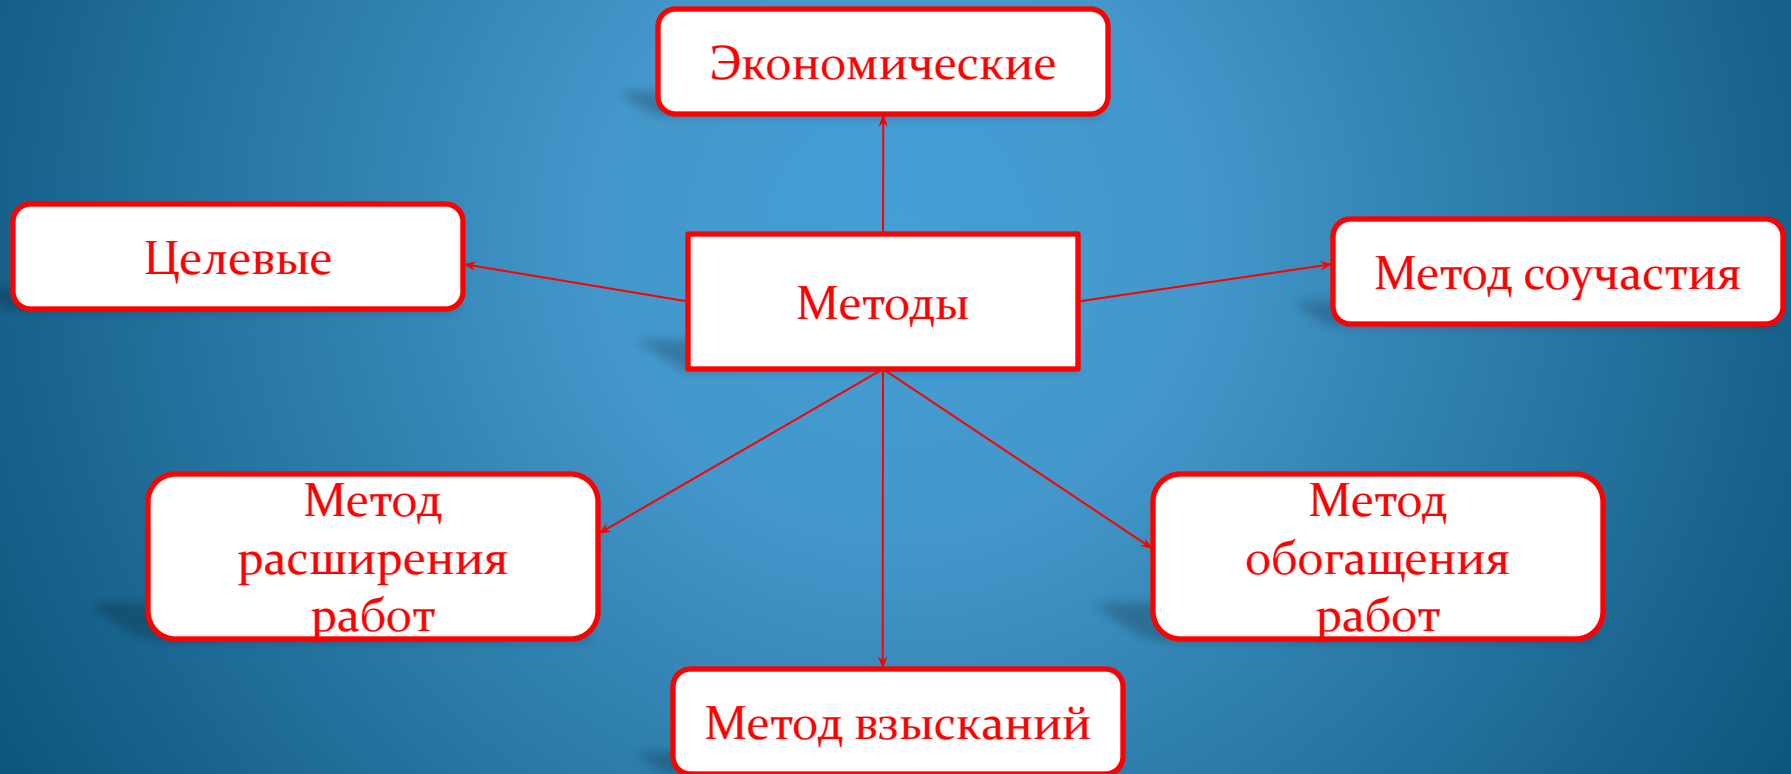 Экономические
Целевые
Методы
Метод соучастия
Метод
расширения
работ
Метод
обогащения
работ
Метод взысканий